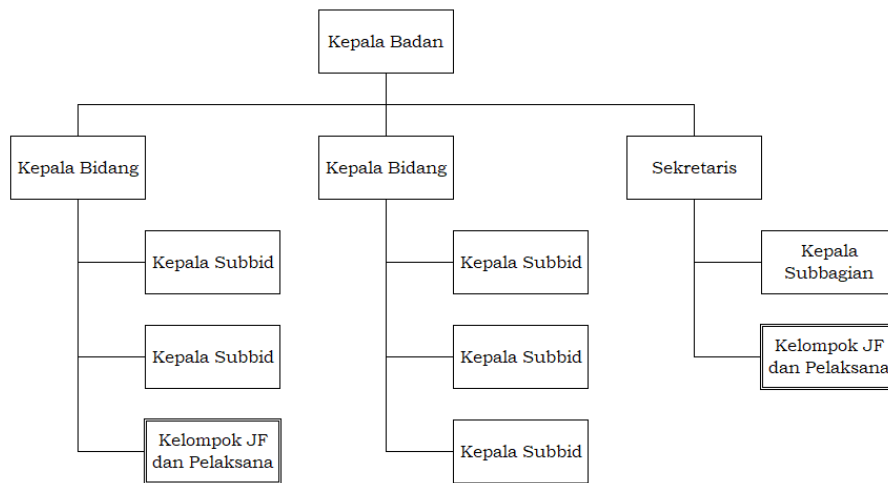 Kepala Badan
Kepala Bidang
Kepala Bidang
Sekretaris
Kepala Subbid
Kepala Subbid
Kepala
Subbagian
Kepala Subbid
Kepala Subbid
Kelompok JF
dan Pelaksana
Kelompok JF
dan Pelaksana
Kepala Subbid